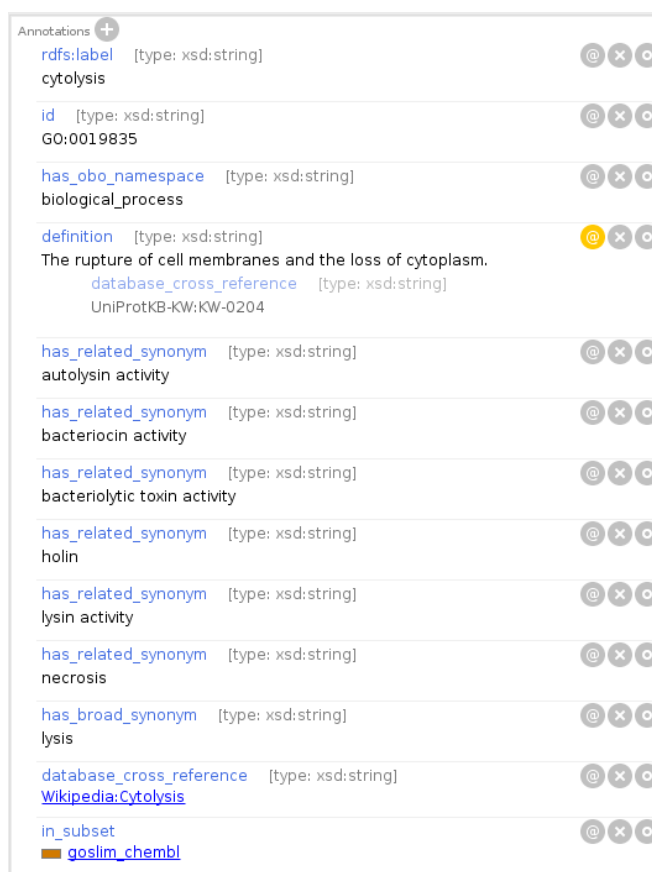 Annotations +
rdfs:label [type: xsd:string]
cytolysis
id [type: xsd:string]
GO:0019835
has_obo_namespace [type: xsd:string]
biological_process
definition [type: xsd:string]
The rupture of cell membranes and the loss of cytoplasm.
database_cross_reference [type: xsd:string]
UniProtKB-KW:KW-0204
has_related_synonym [type: xsd:string]
autolysin activity
has_related_synonym [type: xsd:string]
bacteriocin activity
has_related_synonym [type: xsd:string]
bacteriolytic toxin activity
has_related_synonym [type: xsd:string]
holin
has_related_synonym [type: xsd:string]
lysin activity
has_related_synonym [type: xsd:string]
necrosis
has_broad_synonym [type: xsd:string]
lysis
database_cross_reference [type: xsd:string]
Wikipedia:Cytolysis
in_subset
goslim_chembl